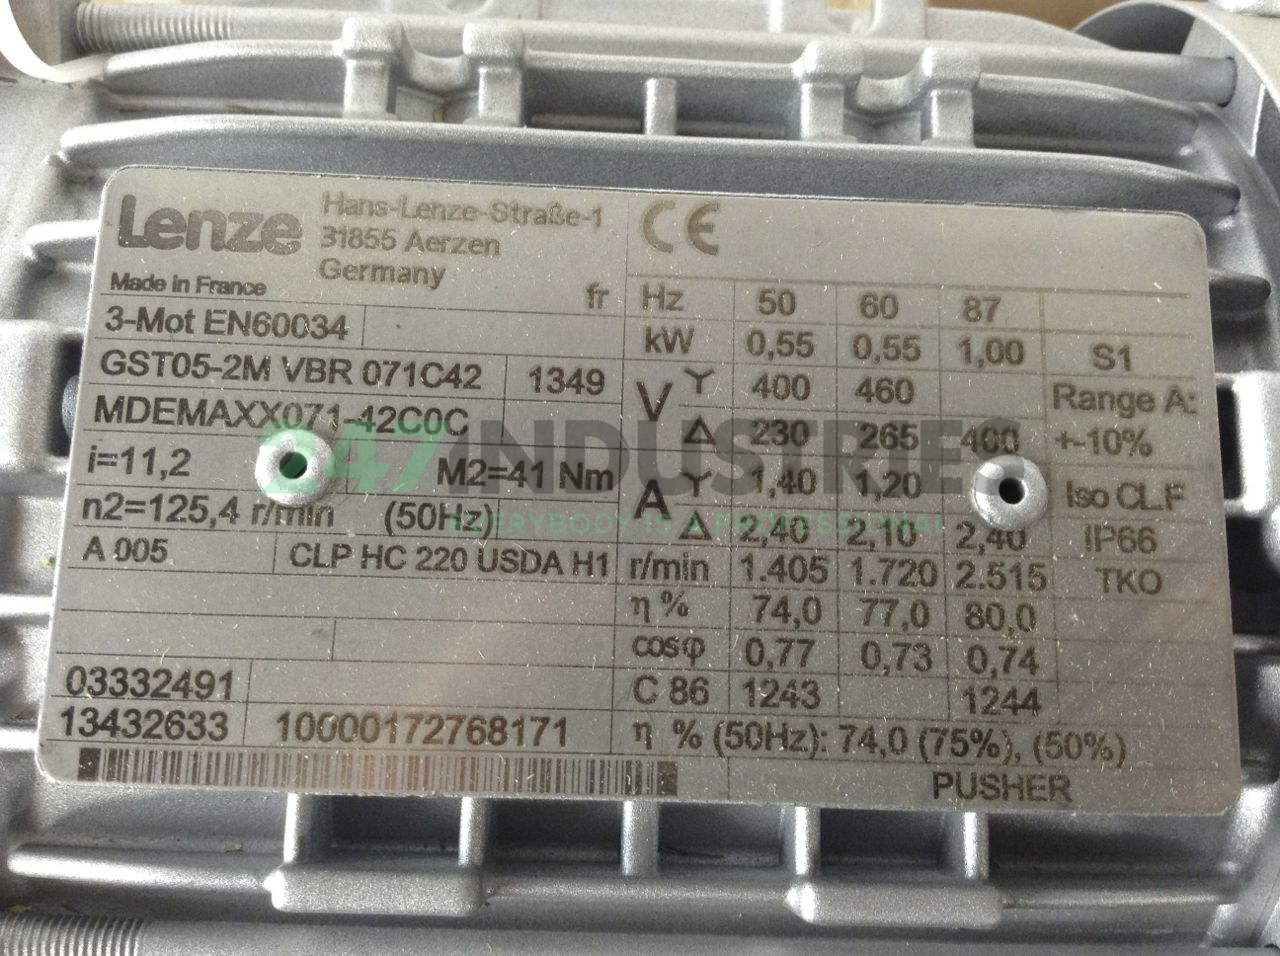 Lenze
Hans-Lenze-Straße-1
31855 Aerzen
Germany
Made in France
fr
3-Mot EN60034
GST05-2M VBR 071C42 1349
MDEMAXX071-42C0C
i=11,2 M2=41 Nm
n2=125,4 r/min (50Hz)
A 005 CLP HC 220 USDA H1
03332491
13432633 10000172768171
CE
Hz 50 60 87
kW 0,55 0,55 1,00 S1
V Y 400 460 Range A:
Δ 230 265 400 +-10%
A Y 1,40 1,20 Iso CL.F
Δ 2,40 2,10 2,40 IP66
r/min 1.405 1.720 2.515 TKO
η % 74,0 77,0 80,0
cosφ 0,77 0,73 0,74
C 86 1243 1244
η % (50Hz): 74,0 (75%), (50%)
PUSHER
247INDUSTRIES
EVERYBODY IS A PROFESSIONAL